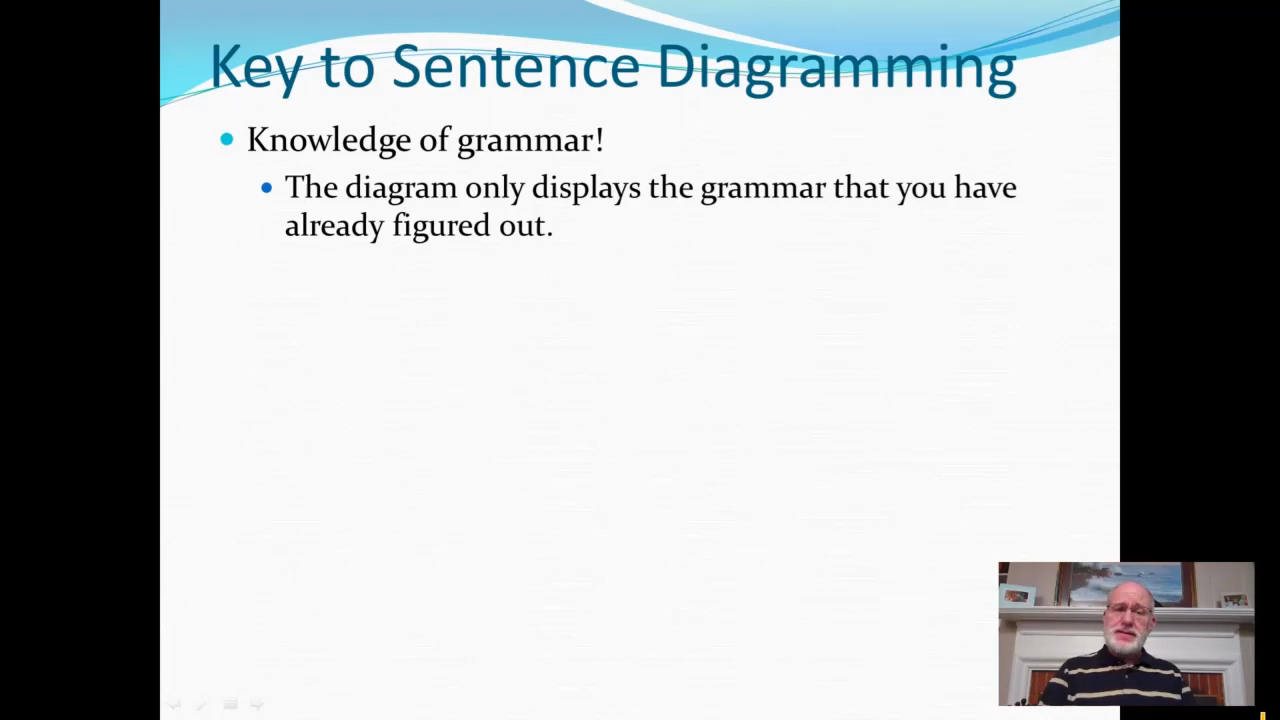 Key to Sentence Diagramming
Knowledge of grammar!
The diagram only displays the grammar that you have
already figured out.